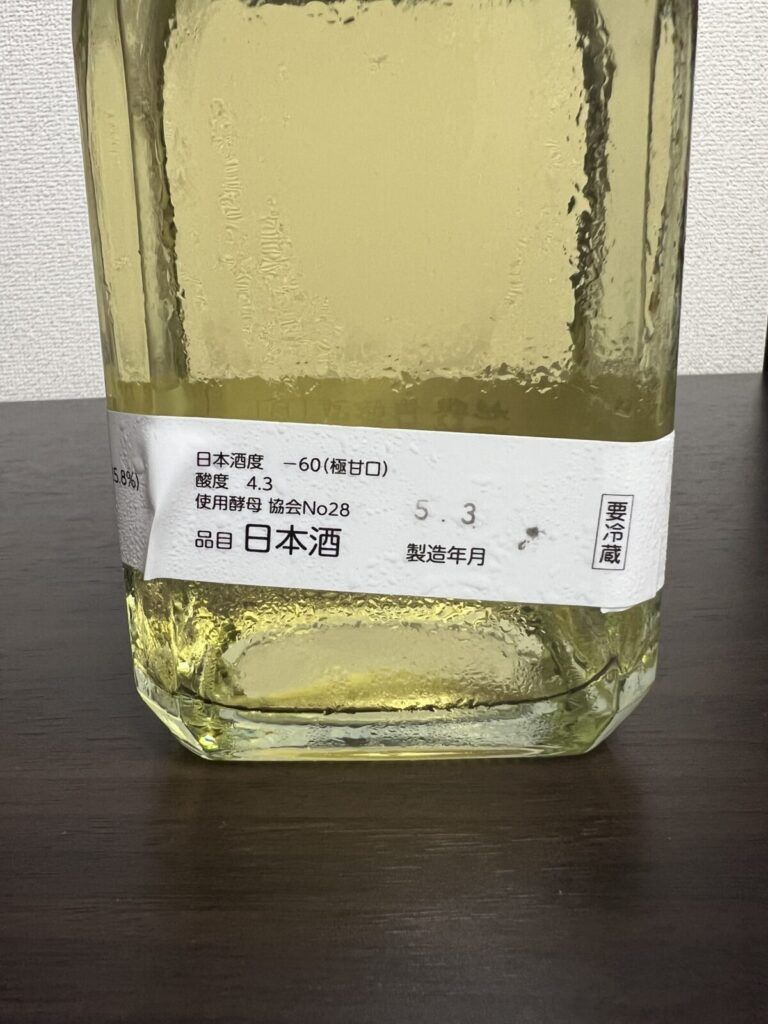 5.8%)
日本酒度 －60(極甘口)
酸度 4.3
使用酵母 協会No28
品目 日本酒
5.3
製造年月
要冷蔵